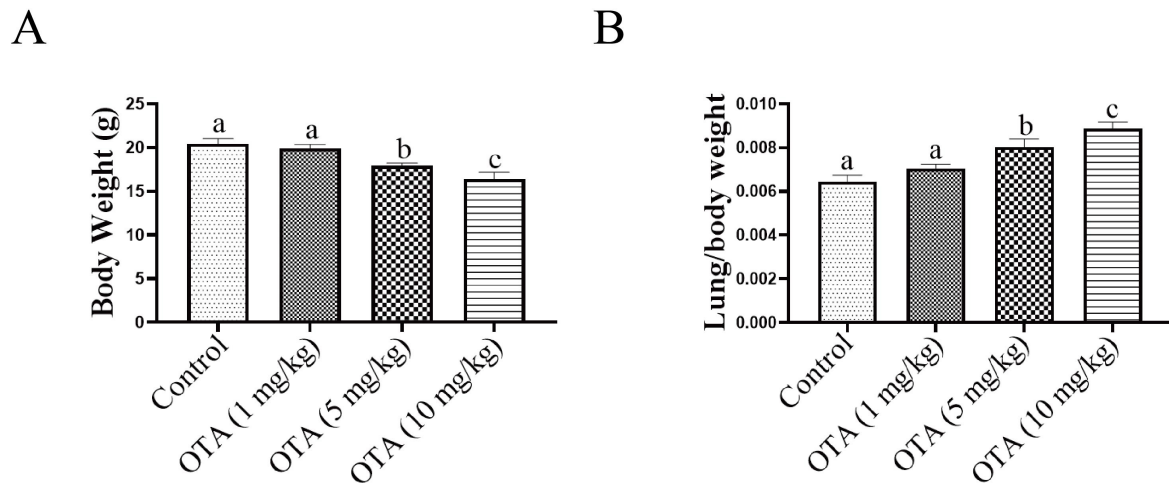 A
Body Weight (g)
25
20
15
10
5
0
a
a
b
c
Control
OTA (1 mg/kg)
OTA (5 mg/kg)
OTA (10 mg/kg)
B
Lung/body weight
0.010
0.008
0.006
0.004
0.002
0.000
a
a
b
c
Control
OTA (1 mg/kg)
OTA (5 mg/kg)
OTA (10 mg/kg)